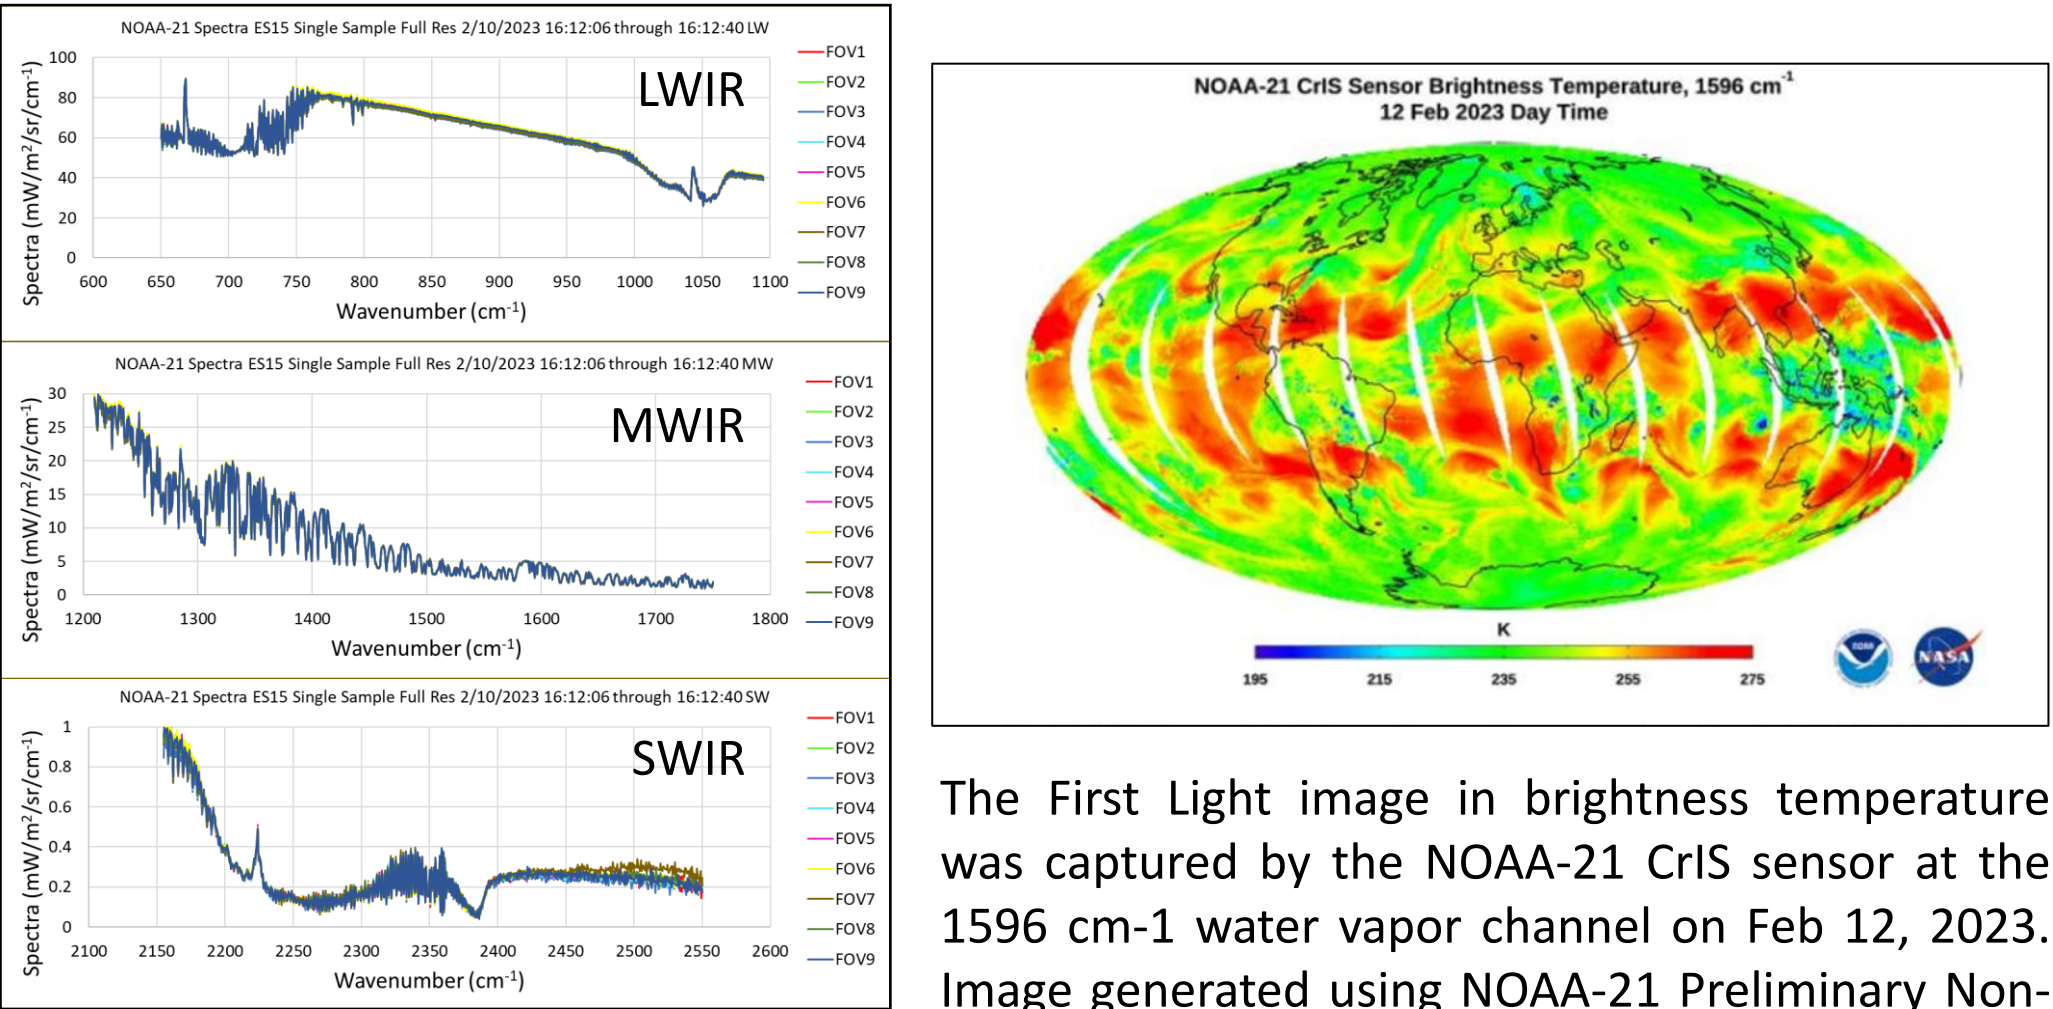 NOAA-21 Spectra ES15 Single Sample Full Res 2/10/2023 16:12:06 through 16:12:40 LW
LWIR
Spectra (mW/m²/sr/cm⁻¹)
100
80
60
40
20
0
600 650 700 750 800 850 900 950 1000 1050 1100
Wavenumber (cm⁻¹)
FOV1
FOV2
FOV3
FOV4
FOV5
FOV6
FOV7
FOV8
FOV9
NOAA-21 Spectra ES15 Single Sample Full Res 2/10/2023 16:12:06 through 16:12:40 MW
MWIR
Spectra (mW/m²/sr/cm⁻¹)
30
25
20
15
10
5
0
1200 1300 1400 1500 1600 1700 1800
Wavenumber (cm⁻¹)
FOV1
FOV2
FOV3
FOV4
FOV5
FOV6
FOV7
FOV8
FOV9
NOAA-21 Spectra ES15 Single Sample Full Res 2/10/2023 16:12:06 through 16:12:40 SW
SWIR
Spectra (mW/m²/sr/cm⁻¹)
1
0.8
0.6
0.4
0.2
0
2100 2150 2200 2250 2300 2350 2400 2450 2500 2550 2600
Wavenumber (cm⁻¹)
FOV1
FOV2
FOV3
FOV4
FOV5
FOV6
FOV7
FOV8
FOV9
NOAA-21 CrIS Sensor Brightness Temperature, 1596 cm⁻¹
12 Feb 2023 Day Time
K
195 215 235 255 275
NOAA
NASA
The First Light image in brightness temperature
was captured by the NOAA-21 CrIS sensor at the
1596 cm-1 water vapor channel on Feb 12, 2023.
Image generated using NOAA-21 Preliminary Non-